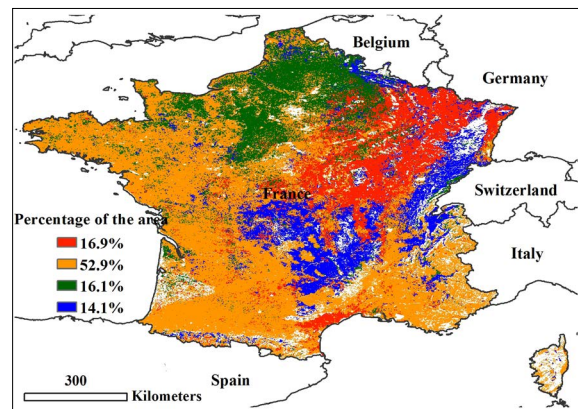 Belgium
Germany
France
Switzerland
Percentage of the area
16.9%
52.9%
16.1%
14.1%
Italy
300
Kilometers
Spain